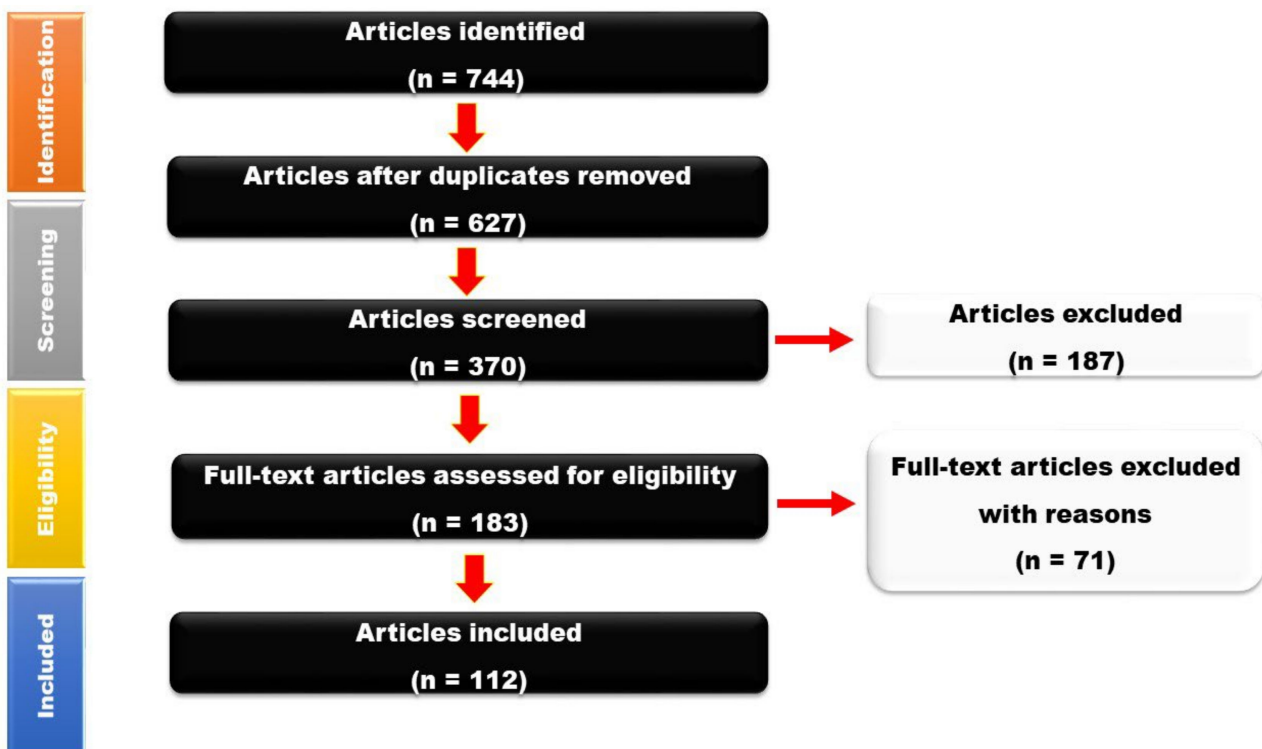 Identification
Articles identified
(n = 744)
Articles after duplicates removed
(n = 627)
Screening
Articles screened
(n = 370)
Articles excluded
(n = 187)
Eligibility
Full-text articles assessed for eligibility
(n = 183)
Full-text articles excluded
with reasons
(n = 71)
Included
Articles included
(n = 112)